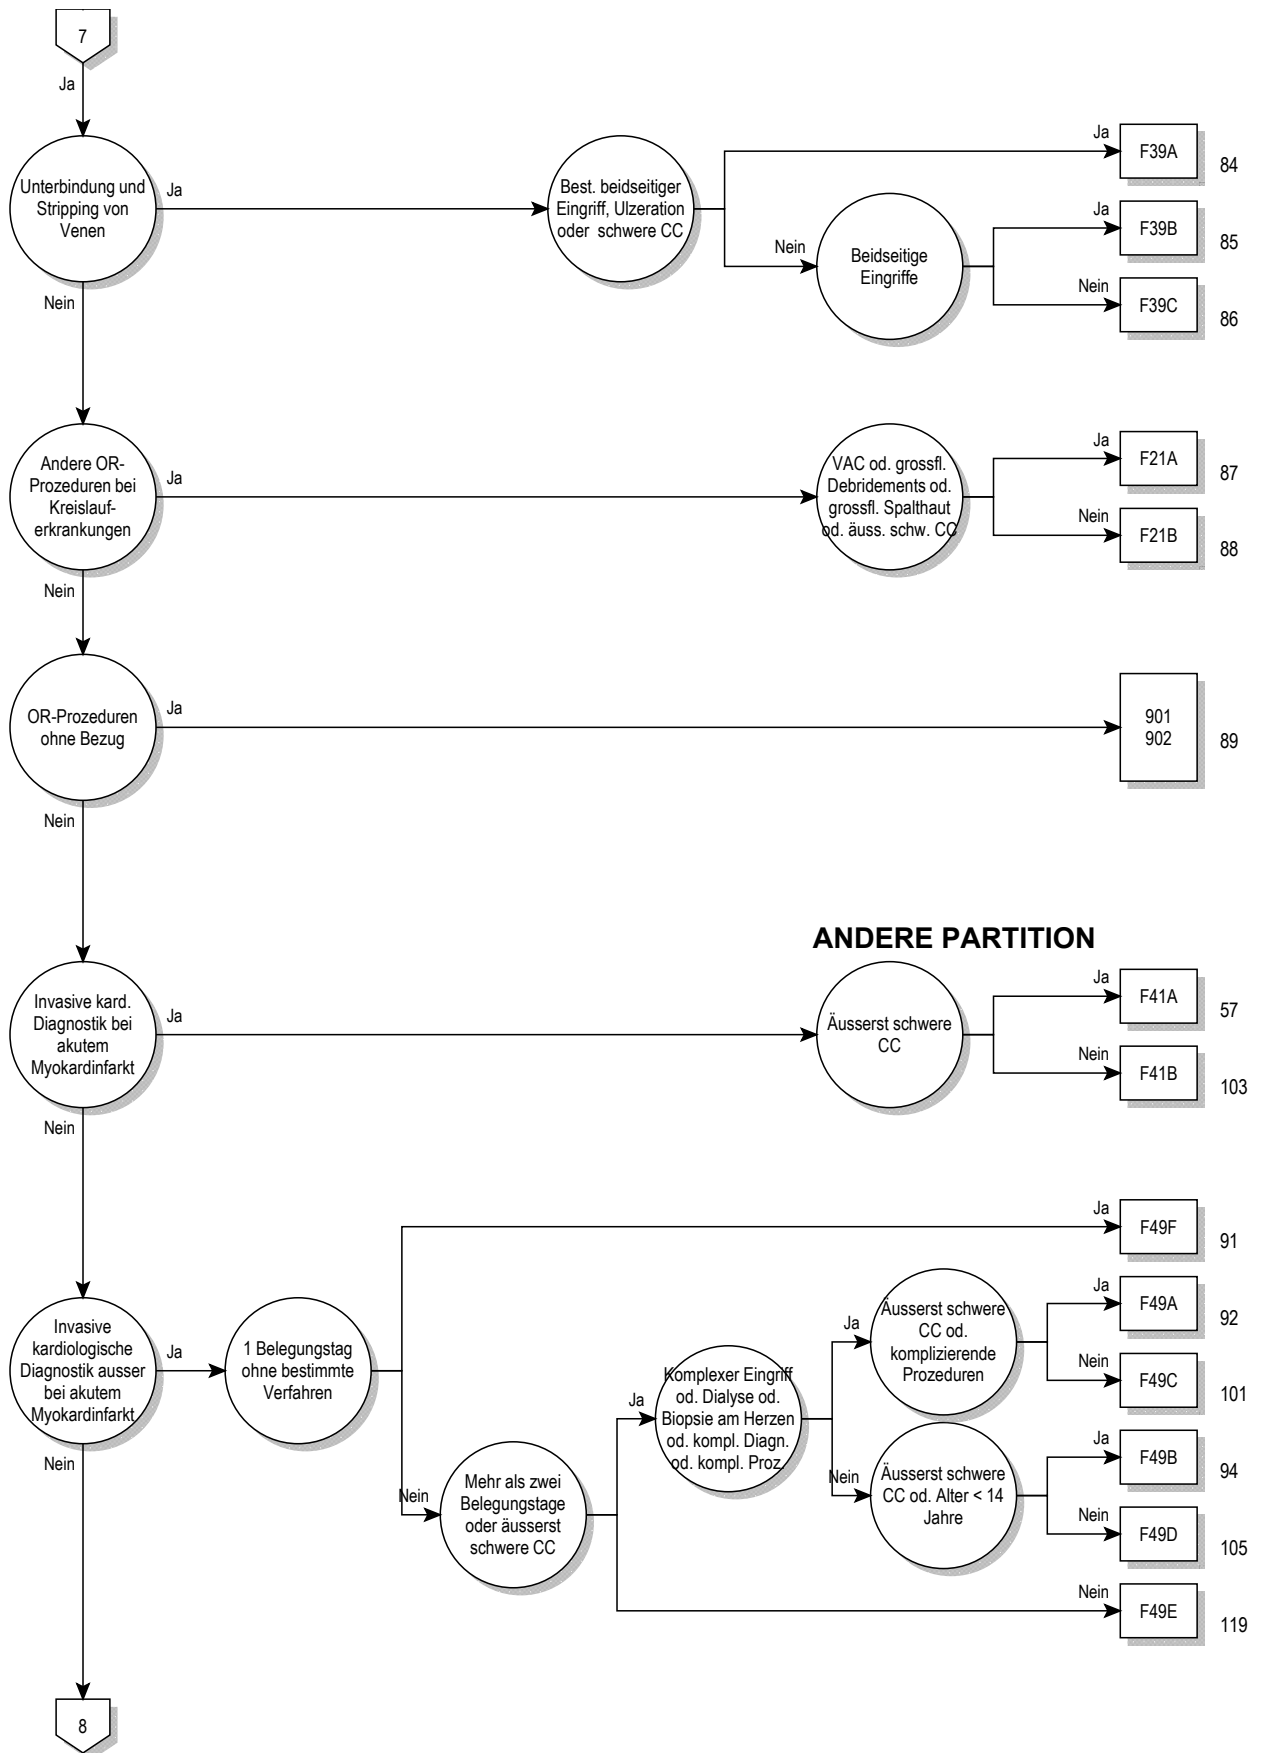 7
Ja
Unterbindung und
Stripping von
Venen
Ja
Best. beidseitiger
Eingriff, Ulzeration
oder schwere CC
Ja
F39A
84
Nein
Beidseitige
Eingriffe
Ja
F39B
85
Nein
F39C
86
Nein
Andere OR-
Prozeduren bei
Kreislauf-
erkrankungen
Ja
VAC od. grossfl.
Debridements od.
grossfl. Spalthaut
od. äuss. schw. CC
Ja
F21A
87
Nein
F21B
88
Nein
OR-Prozeduren
ohne Bezug
Ja
901
902
89
Nein
ANDERE PARTITION
Invasive kard.
Diagnostik bei
akutem
Myokardinfarkt
Ja
Äusserst schwere
CC
Ja
F41A
57
Nein
F41B
103
Nein
Invasive
kardiologische
Diagnostik ausser
bei akutem
Myokardinfarkt
Ja
1 Belegungstag
ohne bestimmte
Verfahren
Ja
F49F
91
Nein
Mehr als zwei
Belegungstage
oder äusserst
schwere CC
Ja
Komplexer Eingriff
od. Dialyse od.
Biopsie am Herzen
od. kompl. Diagn.
od. kompl. Proz.
Ja
Äusserst schwere
CC od.
komplizierende
Prozeduren
Ja
F49A
92
Nein
F49C
101
Nein
Äusserst schwere
CC od. Alter < 14
Jahre
Ja
F49B
94
Nein
F49D
105
Nein
F49E
119
Nein
8